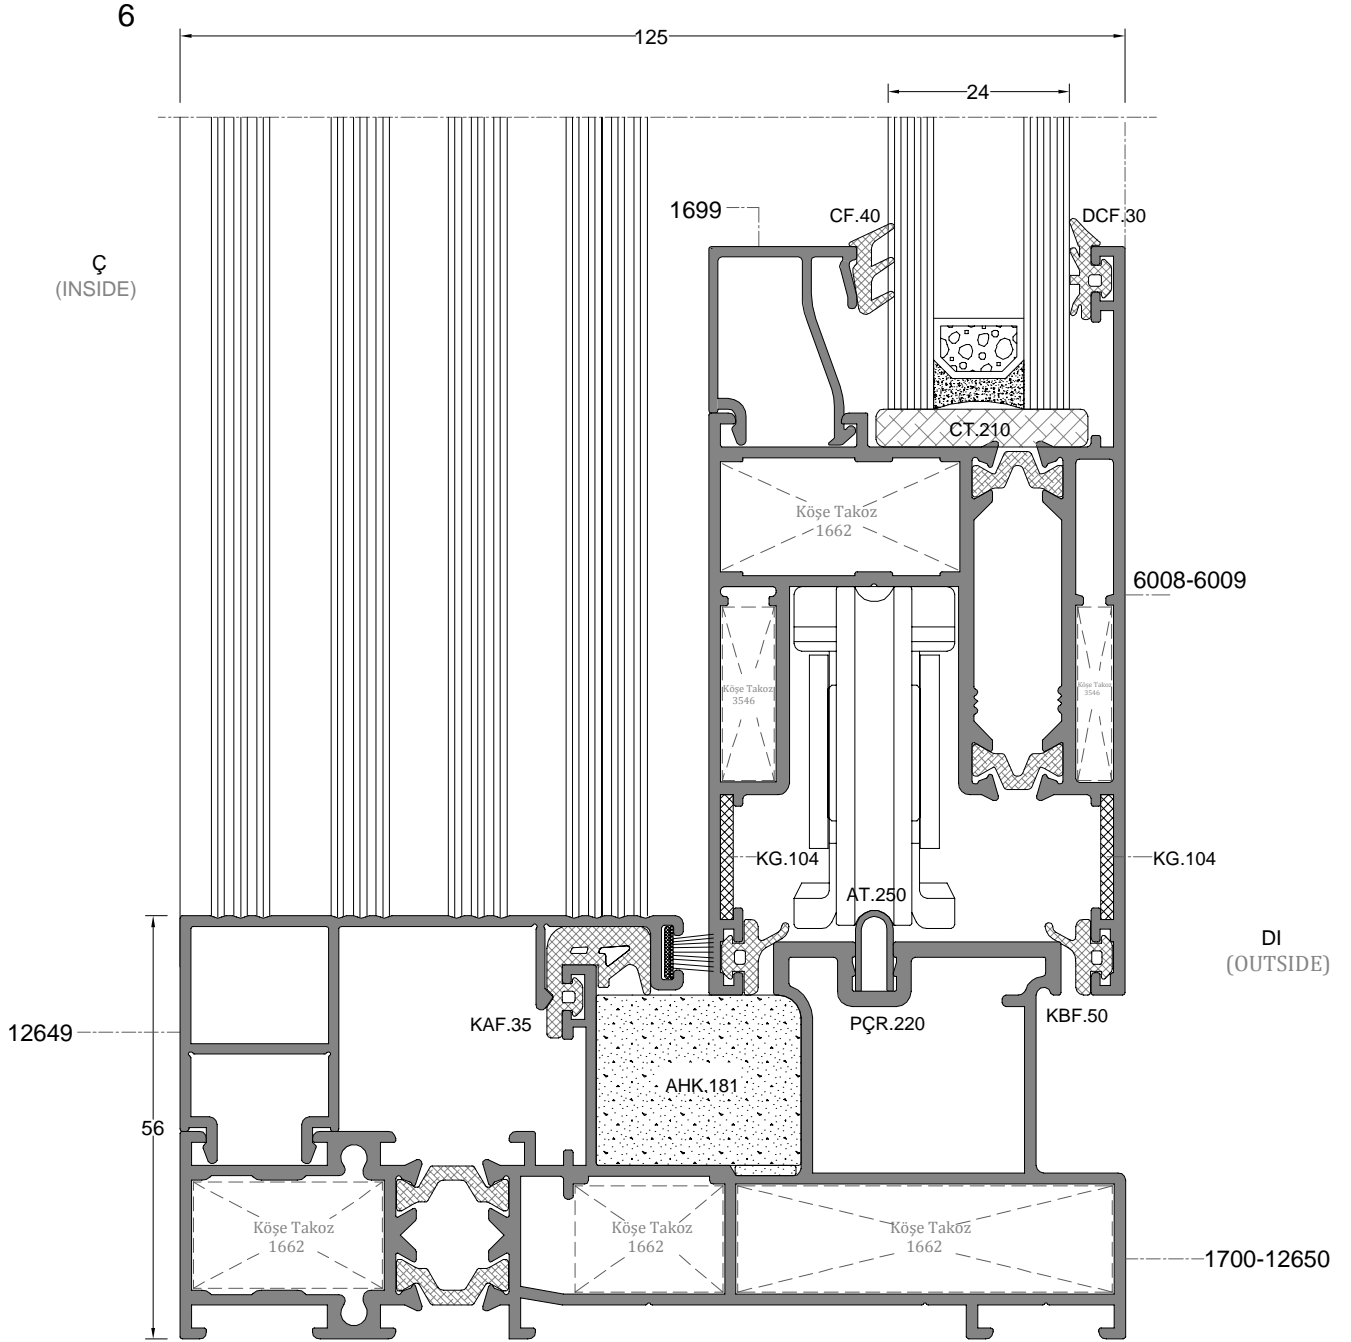 6
125
24
1699
CF.40
DCF.30
Ç
(INSIDE)
CT.210
Köşe Takoz
1662
6008-6009
Köşe Takoz
3546
Köşe Takoz
3546
KG.104
KG.104
AT.250
DI
(OUTSIDE)
12649
KAF.35
PÇR.220
KBF.50
AHK.181
56
Köşe Takoz
1662
Köşe Takoz
1662
Köşe Takoz
1662
1700-12650